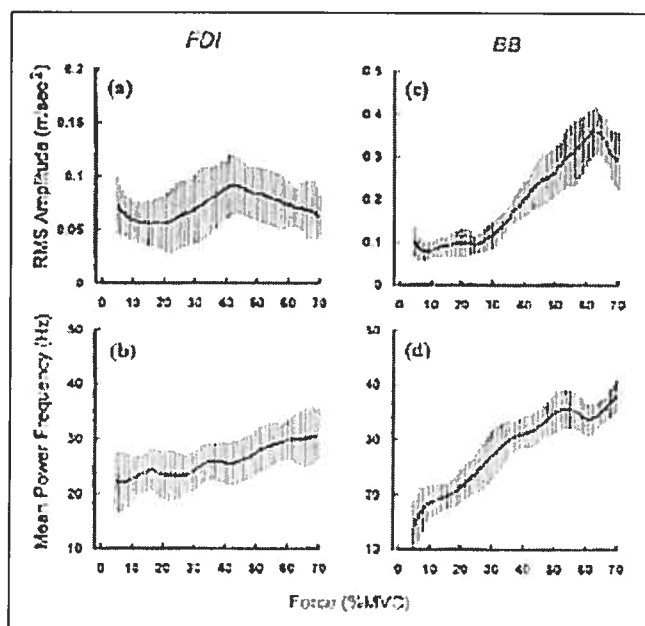 FDI BB
RMS Amplitude (m/sec²)
(a) (c)
0.2 0.5
0.15 0.4
0.1 0.3
0.05 0.2
0 0.1
0
0 10 20 30 40 50 60 70
0 10 20 30 40 50 60 70
Mean Power Frequency (Hz)
(b) (d)
50 50
40 40
30 30
20 20
10 10
0 10 20 30 40 50 60 70
0 10 20 30 40 50 60 70
Force (%MVC)